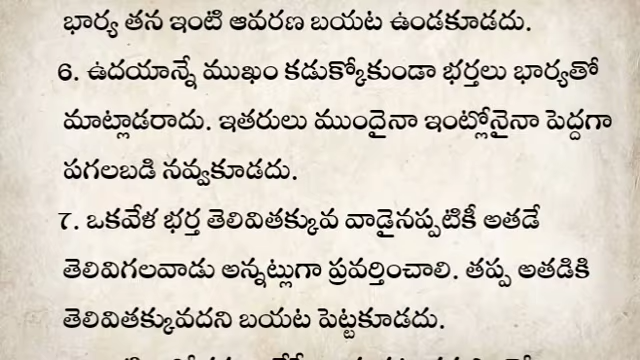 భార్య తన ఇంటి ఆవరణ బయట ఉండకూడదు.
6. ఉదయాన్నే ముఖం కడుక్కోకుండా భర్తలు భార్యతో
మాట్లాడరాదు. ఇతరులు ముందైనా ఇంట్లోనైనా పెద్దగా
పగలబడి నవ్వకూడదు.
7. ఒకవేళ భర్త తెలివితక్కువ వాడైనప్పటికీ అతడే
తెలివిగలవాడు అన్నట్లుగా ప్రవర్తించాలి. తప్ప అతడికి
తెలివితక్కువదని బయట పెట్టకూడదు.